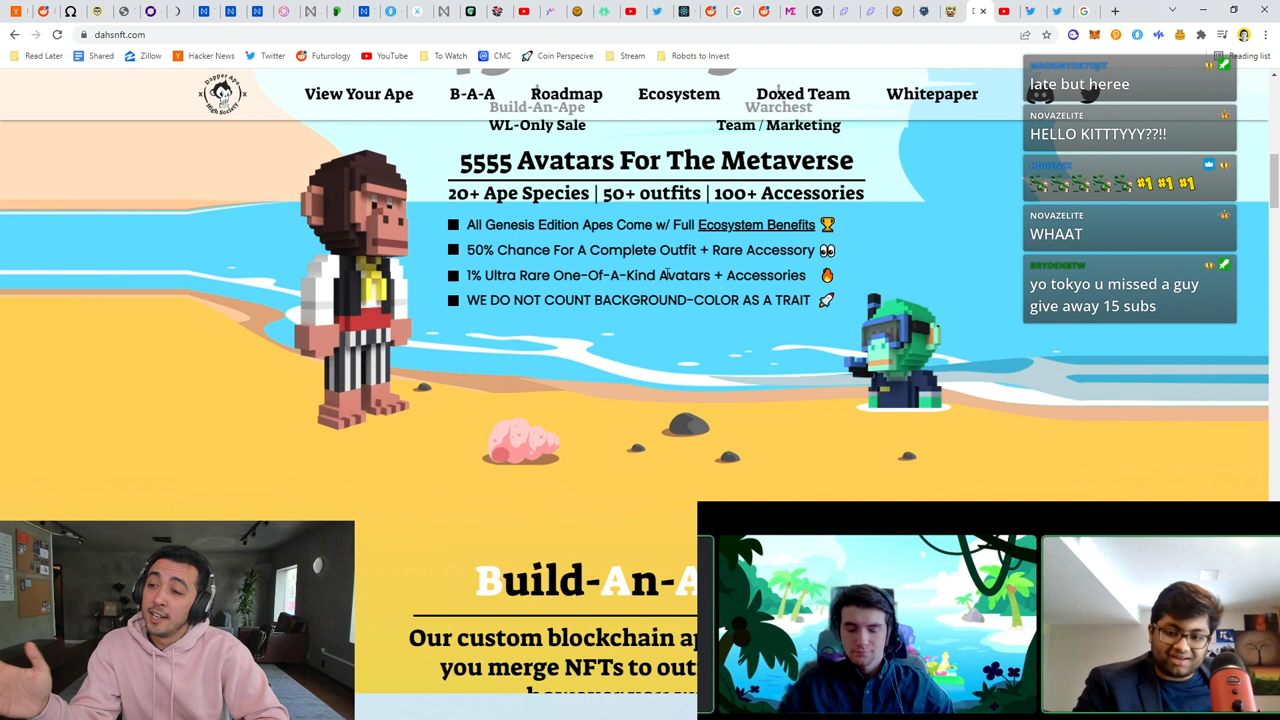 dahsnft.com
Read Later
Shared
Zillow
Hacker News
Twitter
Futurology
YouTube
To Watch
CMC
Coin Perspecive
Stream
Robots to Invest
Reading list
View Your Ape
B-A-A
Roadmap
Ecosystem
Doxed Team
Whitepaper
Build-An-Ape
Warchest
WL-Only Sale
Team / Marketing
5555 Avatars For The Metaverse
20+ Ape Species | 50+ outfits | 100+ Accessories
All Genesis Edition Apes Come w/ Full Ecosystem Benefits 🏆
50% Chance For A Complete Outfit + Rare Accessory 👀
1% Ultra Rare One-Of-A-Kind Avatars + Accessories 🔥
WE DO NOT COUNT BACKGROUND-COLOR AS A TRAIT 🚀
late but heree
NOVAZELITE
HELLO KITTYYY??!!
#1 #1 #1
NOVAZELITE
WHAAT
BRYDENBTW
yo tokyo u missed a guy
give away 15 subs
Build-An-A
Our custom blockchain ap
you merge NFTs to out